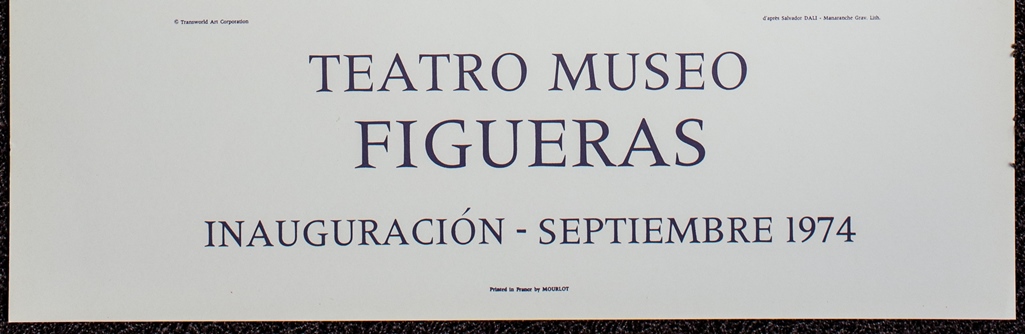 © Transworld Art Corporation
d'après Salvador DALI - Manaranche Grav. Lith.
TEATRO MUSEO
FIGUERAS
INAUGURACIÓN - SEPTIEMBRE 1974
Printed in France by MOURLOT